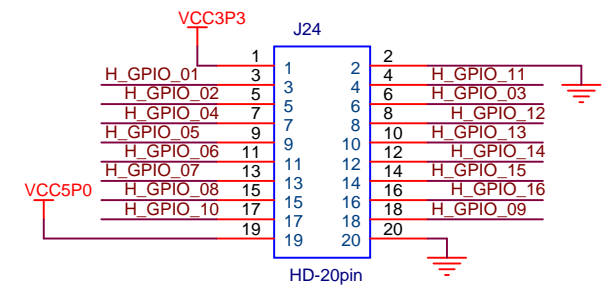 VCC3P3
J24
1 1 2 2
H_GPIO_01 3 3 4 4 H_GPIO_11
H_GPIO_02 5 5 6 6 H_GPIO_03
H_GPIO_04 7 7 8 8 H_GPIO_12
H_GPIO_05 9 9 10 10 H_GPIO_13
H_GPIO_06 11 11 12 12 H_GPIO_14
H_GPIO_07 13 13 14 14 H_GPIO_15
VCC5P0
H_GPIO_08 15 15 16 16 H_GPIO_16
H_GPIO_10 17 17 18 18 H_GPIO_09
19 19 20 20
HD-20pin